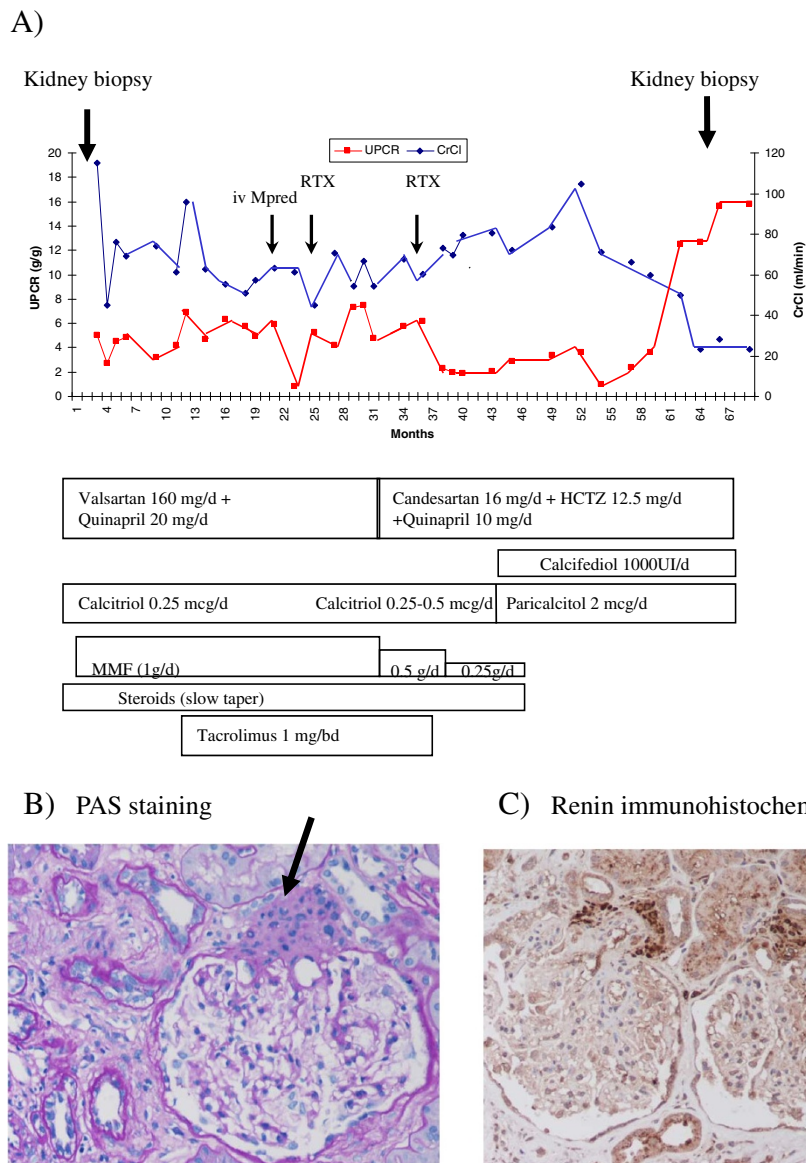 A)
Kidney biopsy
Kidney biopsy
UPCR CrCl
iv Mpred
RTX
RTX
UPCR (g/g)
20
18
16
14
12
10
8
6
4
2
0
CrCl (ml/min)
120
100
80
60
40
20
0
1 4 7 9 13 16 19 22 25 28 31 34 37 40 43 46 49 52 54 57 61 64 67
Months
Valsartan 160 mg/d +
Quinapril 20 mg/d
Candesartan 16 mg/d + HCTZ 12.5 mg/d
+Quinapril 10 mg/d
Calcifediol 1000UI/d
Calcitriol 0.25 mcg/d
Calcitriol 0.25-0.5 mcg/d
Paricalcitol 2 mcg/d
MMF (1g/d)
0.5 g/d
0.25g/d
Steroids (slow taper)
Tacrolimus 1 mg/bd
B) PAS staining
C) Renin immunohistochen